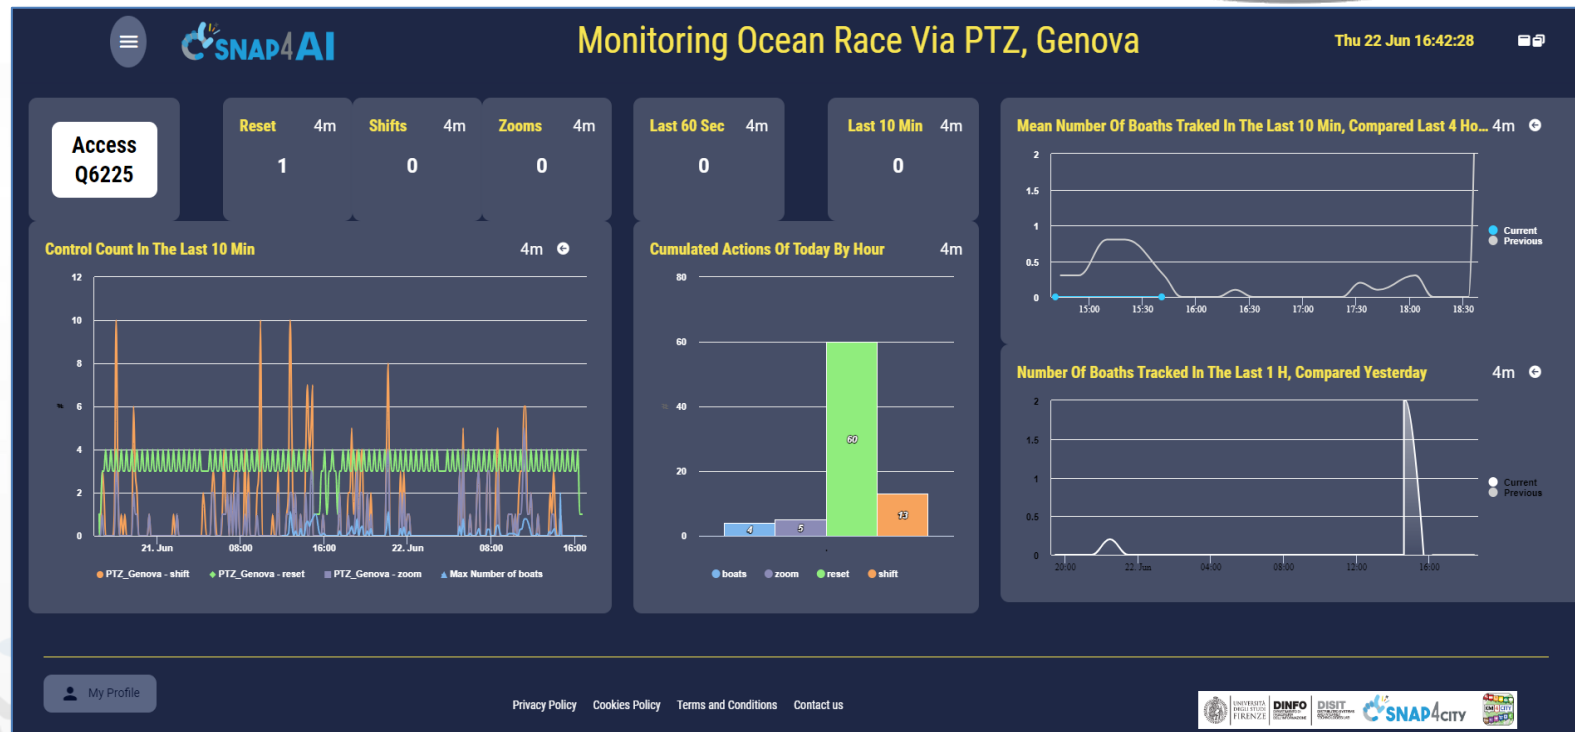 SNAP4AI
Monitoring Ocean Race Via PTZ, Genova
Thu 22 Jun 16:42:28
Access
Q6225
Reset 4m
1
Shifts 4m
0
Zooms 4m
0
Last 60 Sec 4m
0
Last 10 Min 4m
0
Mean Number Of Boaths Traked In The Last 10 Min, Compared Last 4 Ho... 4m
2
1.5
1
0.5
0
15:00 15:30 16:00 16:30 17:00 17:30 18:00 18:30
Current
Previous
Control Count In The Last 10 Min 4m
12
10
8
6
4
2
0
21. Jun 08:00 16:00 22. Jun 08:00 16:00
PTZ_Genova - shift PTZ_Genova - reset PTZ_Genova - zoom Max Number of boats
Cumulated Actions Of Today By Hour 4m
80
60
40
20
0
4 5 60 13
boats zoom reset shift
Number Of Boaths Tracked In The Last 1 H, Compared Yesterday 4m
2
1.5
1
0.5
0
20:00 22. Jun 04:00 08:00 12:00 16:00
Current
Previous
My Profile
Privacy Policy Cookies Policy Terms and Conditions Contact us
UNIVERSITÀ
DEGLI STUDI
FIRENZE
DINFO
DISIT
SNAP4CITY